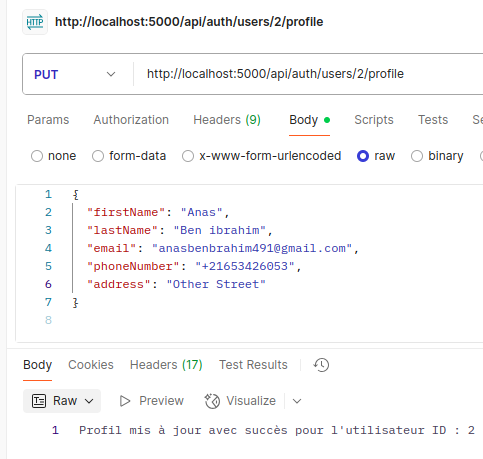 HTTP http://localhost:5000/api/auth/users/2/profile
PUT http://localhost:5000/api/auth/users/2/profile
Params Authorization Headers (9) Body Scripts Tests Se
none form-data x-www-form-urlencoded raw binary
1 {
2 "firstName": "Anas",
3 "lastName": "Ben ibrahim",
4 "email": "anasbenbrahim491@gmail.com",
5 "phoneNumber": "+21653426053",
6 "address": "Other Street"
7 }
8
Body Cookies Headers (17) Test Results
Raw Preview Visualize
1 Profil mis à jour avec succès pour l'utilisateur ID : 2